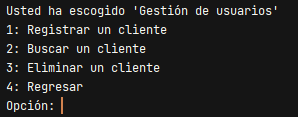 Usted ha escogido 'Gestión de usuarios'
1: Registrar un cliente
2: Buscar un cliente
3: Eliminar un cliente
4: Regresar
Opción: